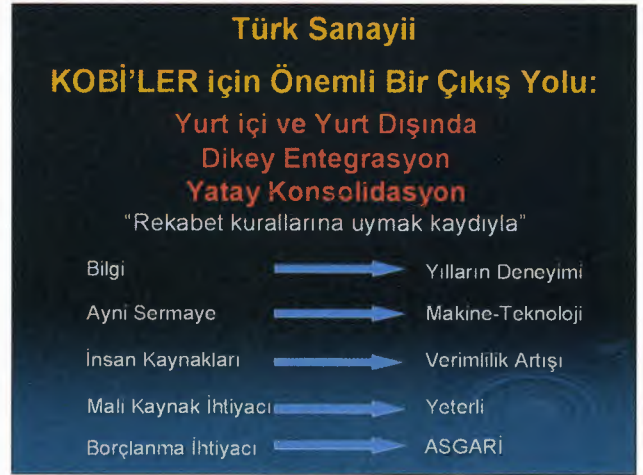 Türk Sanayii
KOBİ'LER için Önemli Bir Çıkış Yolu:
Yurt içi ve Yurt Dışında
Dikey Entegrasyon
Yatay Konsolidasyon
"Rekabet kurallarına uymak kaydıyla"
Bilgi Yılların Deneyimi
Ayni Sermaye Makine-Teknoloji
İnsan Kaynakları Verimlilik Artışı
Mali Kaynak İhtiyacı Yeterli
Borçlanma İhtiyacı ASGARİ